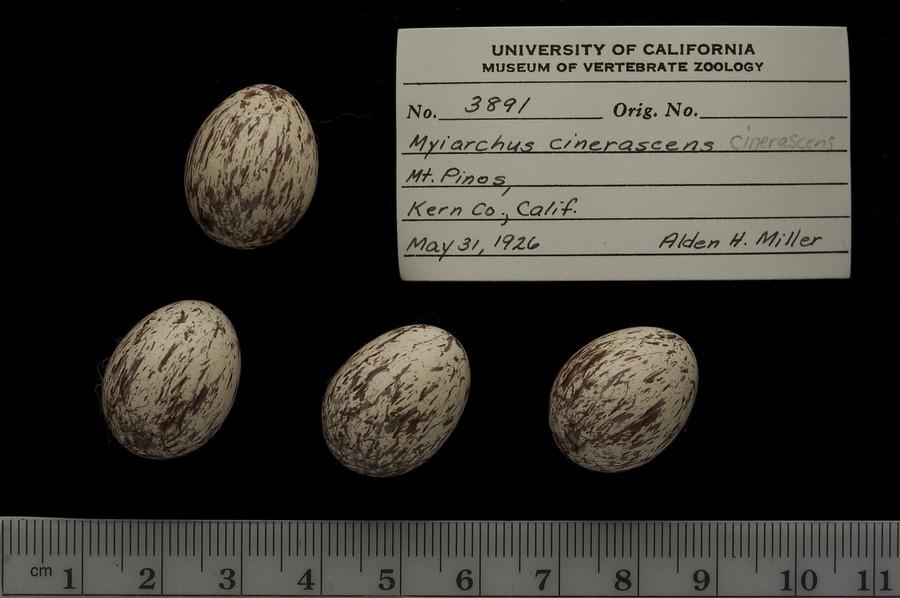 UNIVERSITY OF CALIFORNIA
MUSEUM OF VERTEBRATE ZOOLOGY
No. 3891 Orig. No.
Myiarchus cinerascens cinerascens
Mt. Pinos,
Kern Co., Calif.
May 31, 1926 Alden H. Miller
cm 1 2 3 4 5 6 7 8 9 10 11